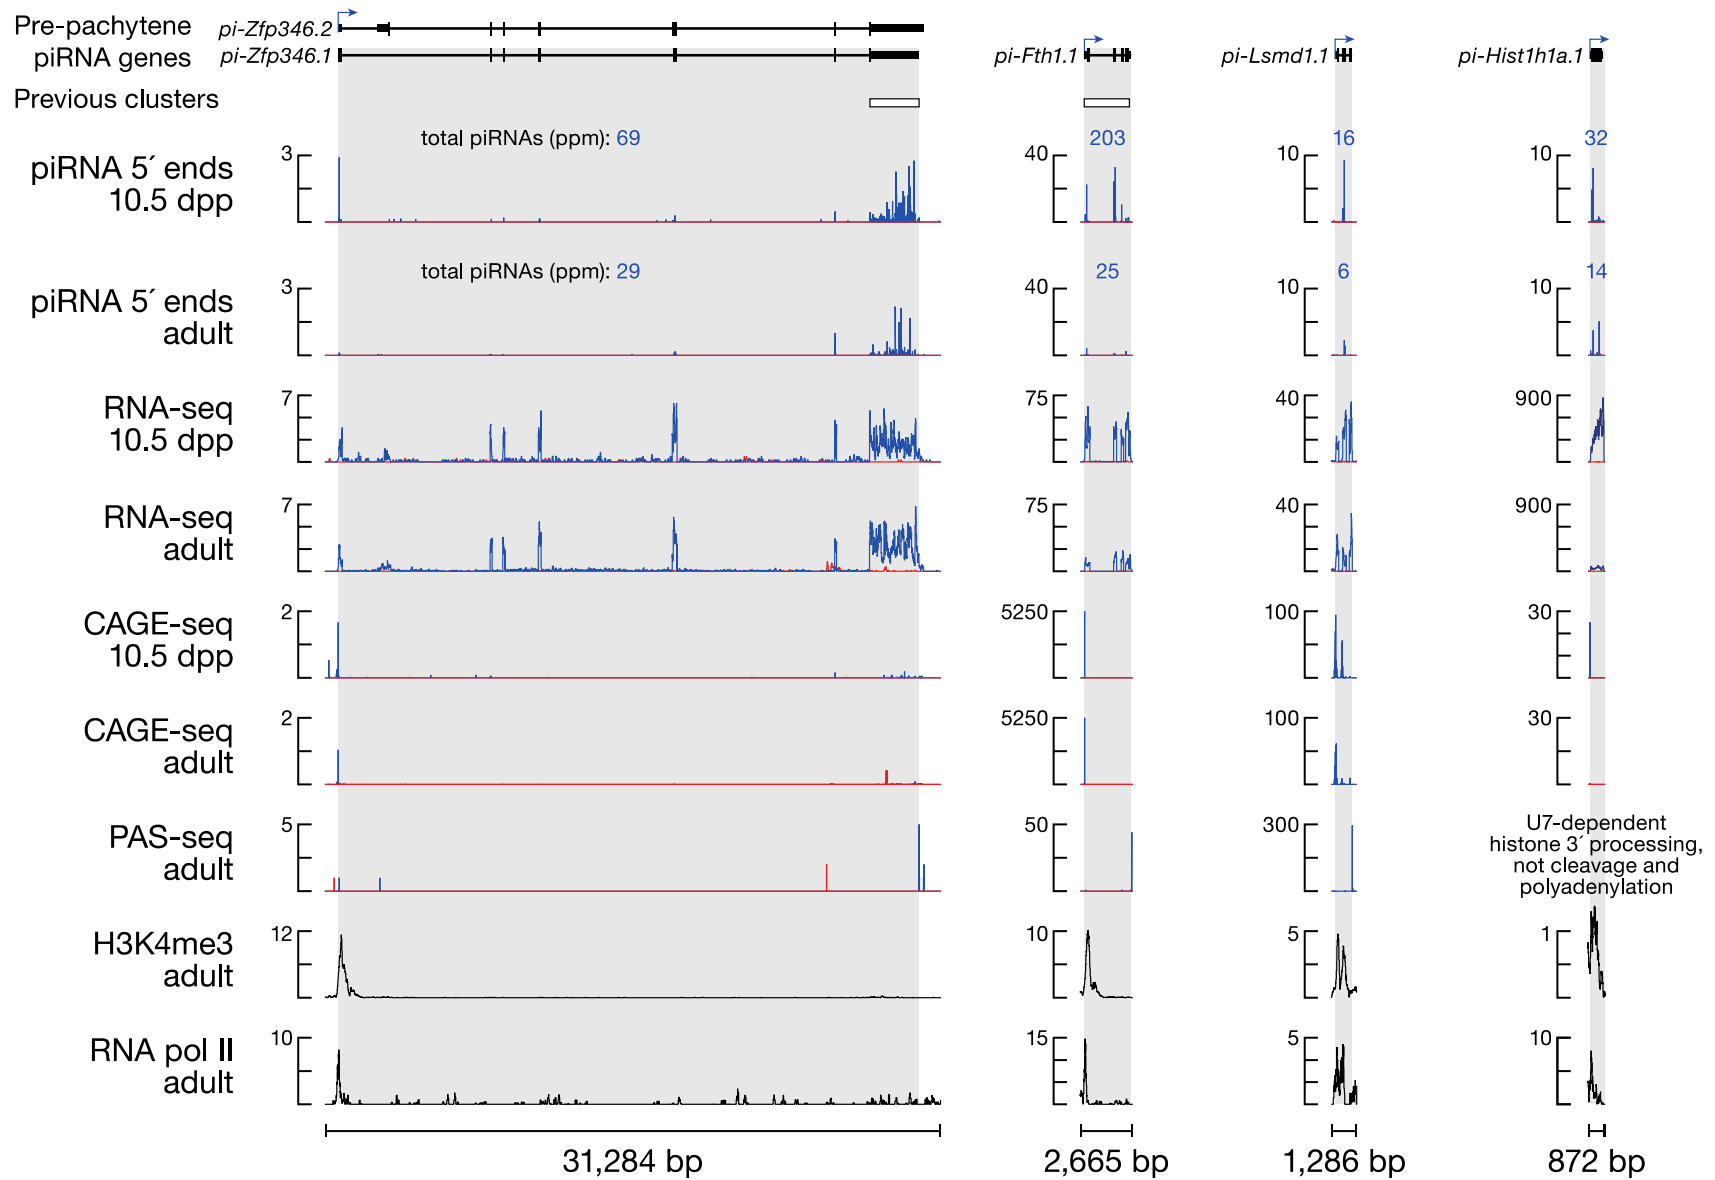 Pre-pachytene
piRNA genes
pi-Zfp346.2
pi-Zfp346.1
pi-Fth1.1
pi-Lsmd1.1
pi-Hist1h1a.1
Previous clusters
piRNA 5´ ends
10.5 dpp
3
total piRNAs (ppm): 69
40
203
10
16
10
32
piRNA 5´ ends
adult
3
total piRNAs (ppm): 29
40
25
10
6
10
14
RNA-seq
10.5 dpp
7
75
40
900
RNA-seq
adult
7
75
40
900
CAGE-seq
10.5 dpp
2
5250
100
30
CAGE-seq
adult
2
5250
100
30
PAS-seq
adult
5
50
300
U7-dependent
histone 3´ processing,
not cleavage and
polyadenylation
H3K4me3
adult
12
10
5
1
RNA pol II
adult
10
15
5
10
31,284 bp
2,665 bp
1,286 bp
872 bp